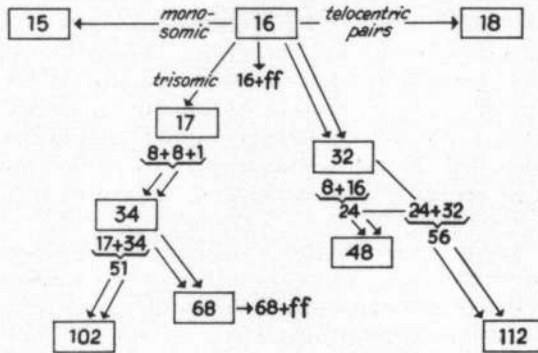 15
mono-
somic
16
telocentric
pairs
18
trisomic
16+ff
17
8+8+1
32
8+16
24
24+32
56
34
17+34
51
48
68
68+ff
102
112